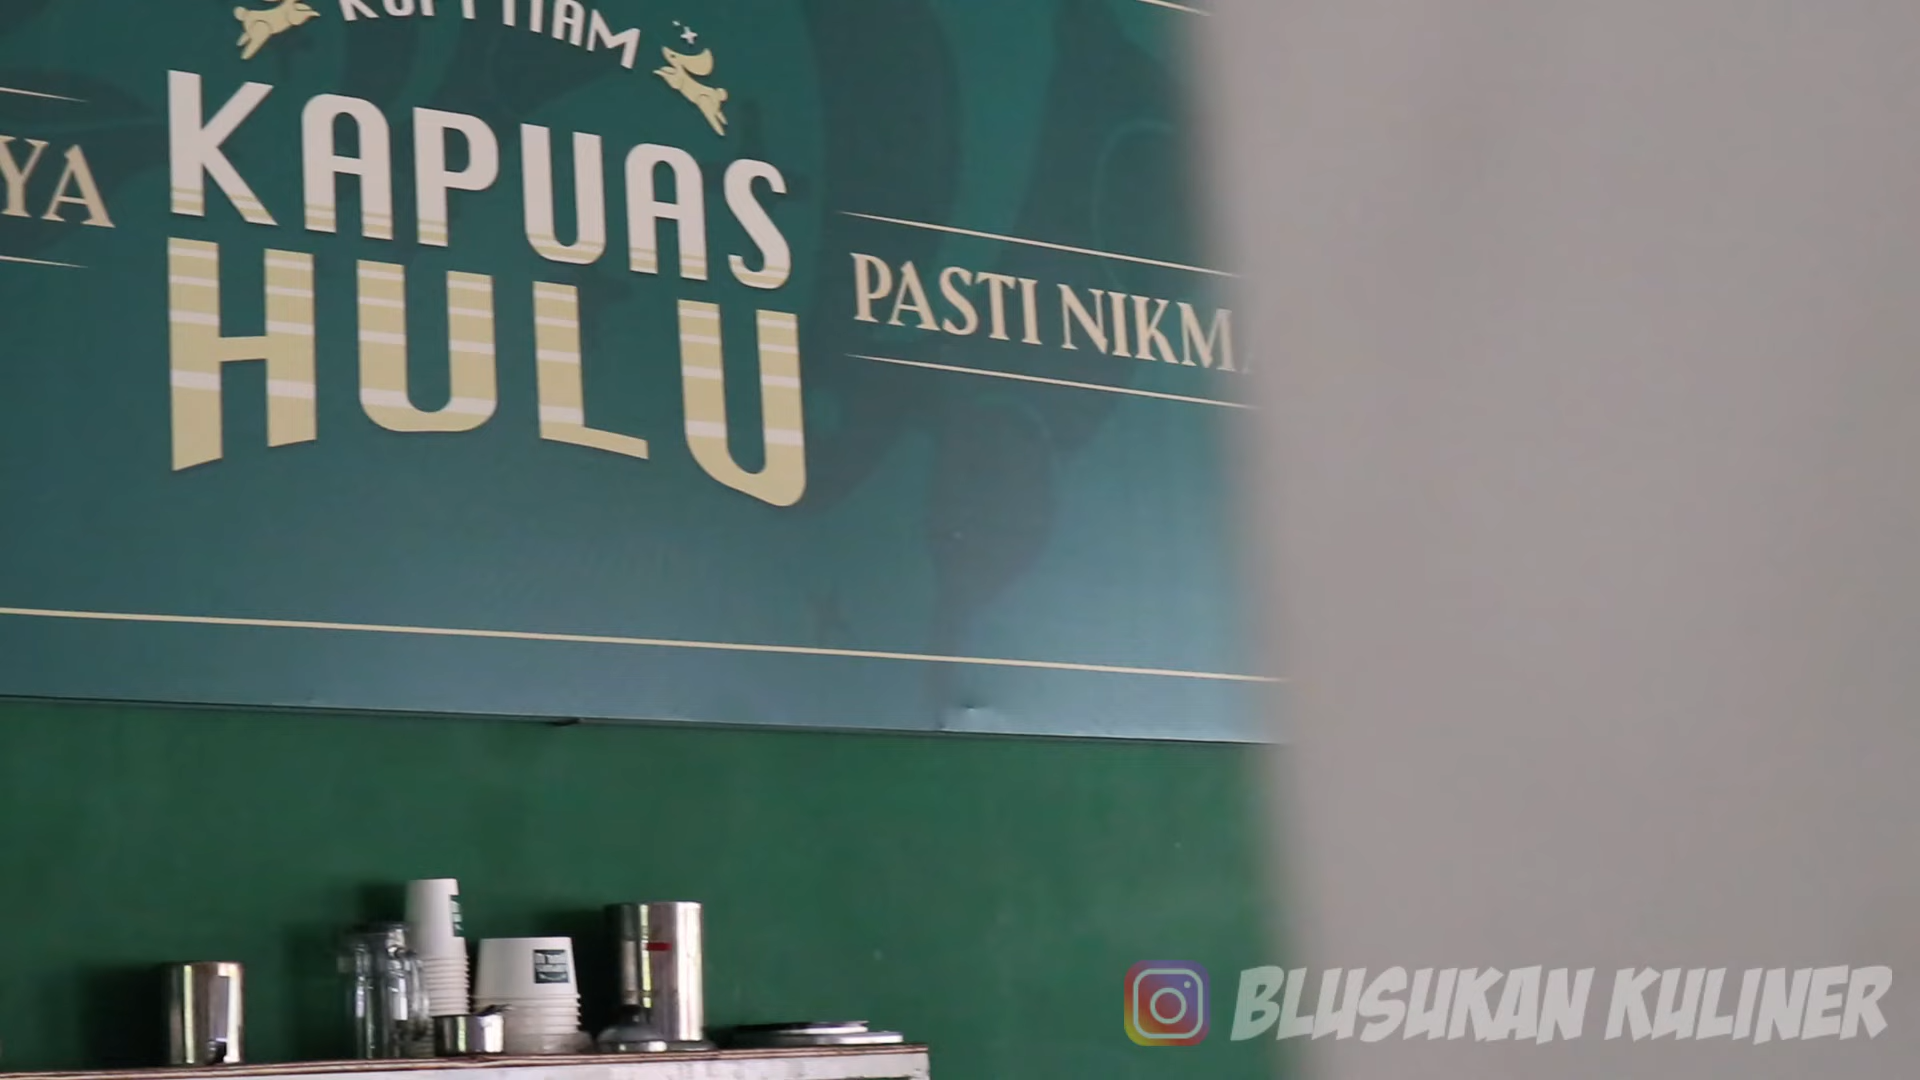 KAPUAS
HULU
YA
PASTI NIKM
BLUSUKAN KULINER